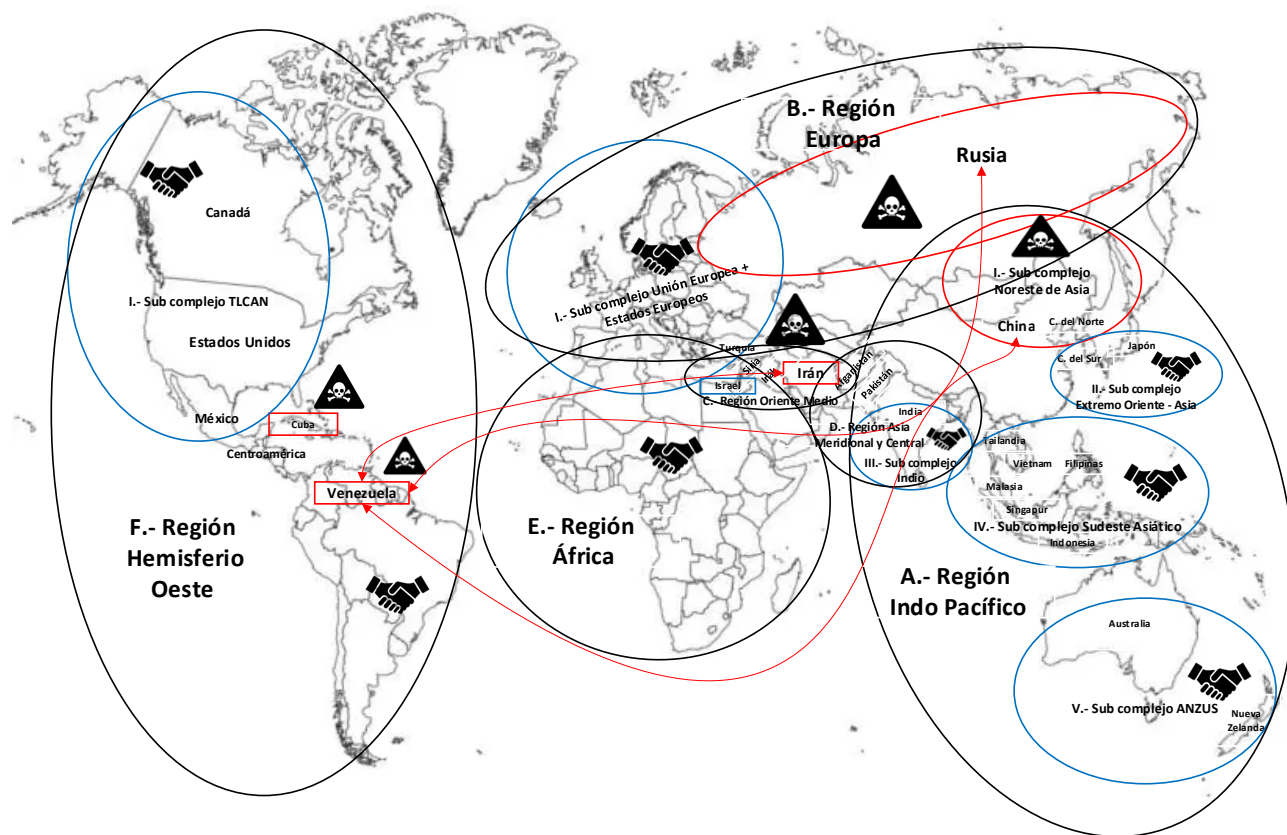 B.- Región
Europa
Rusia
Canadá
I.- Sub complejo TLCAN
Estados Unidos
México
Cuba
Centroamérica
Venezuela
F.- Región
Hemisferio
Oeste
I.- Sub complejo Unión Europea +
Estados Europeos
Turquía
Siria
Irak
Israel
Irán
C.- Región Oriente Medio
Afganistán
Pakistán
India
D.- Región Asia
Meridional y Central
III.- Sub complejo
Indio
E.- Región
África
I.- Sub complejo
Noreste de Asia
China
C. del Norte
Japón
C. del Sur
II.- Sub complejo
Extremo Oriente - Asia
Tailandia
Vietnam
Filipinas
Malasia
Singapur
IV.- Sub complejo Sudeste Asiático
Indonesia
A.- Región
Indo Pacífico
Australia
V.- Sub complejo ANZUS
Nueva
Zelanda